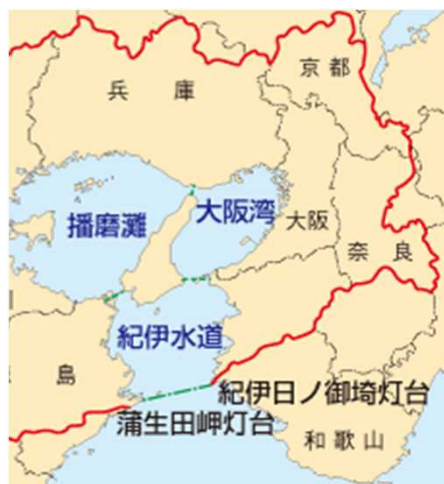 京都
兵庫
播磨灘
大阪湾
大阪
奈良
紀伊水道
島
紀伊日ノ御埼灯台
蒲生田岬灯台
和歌山